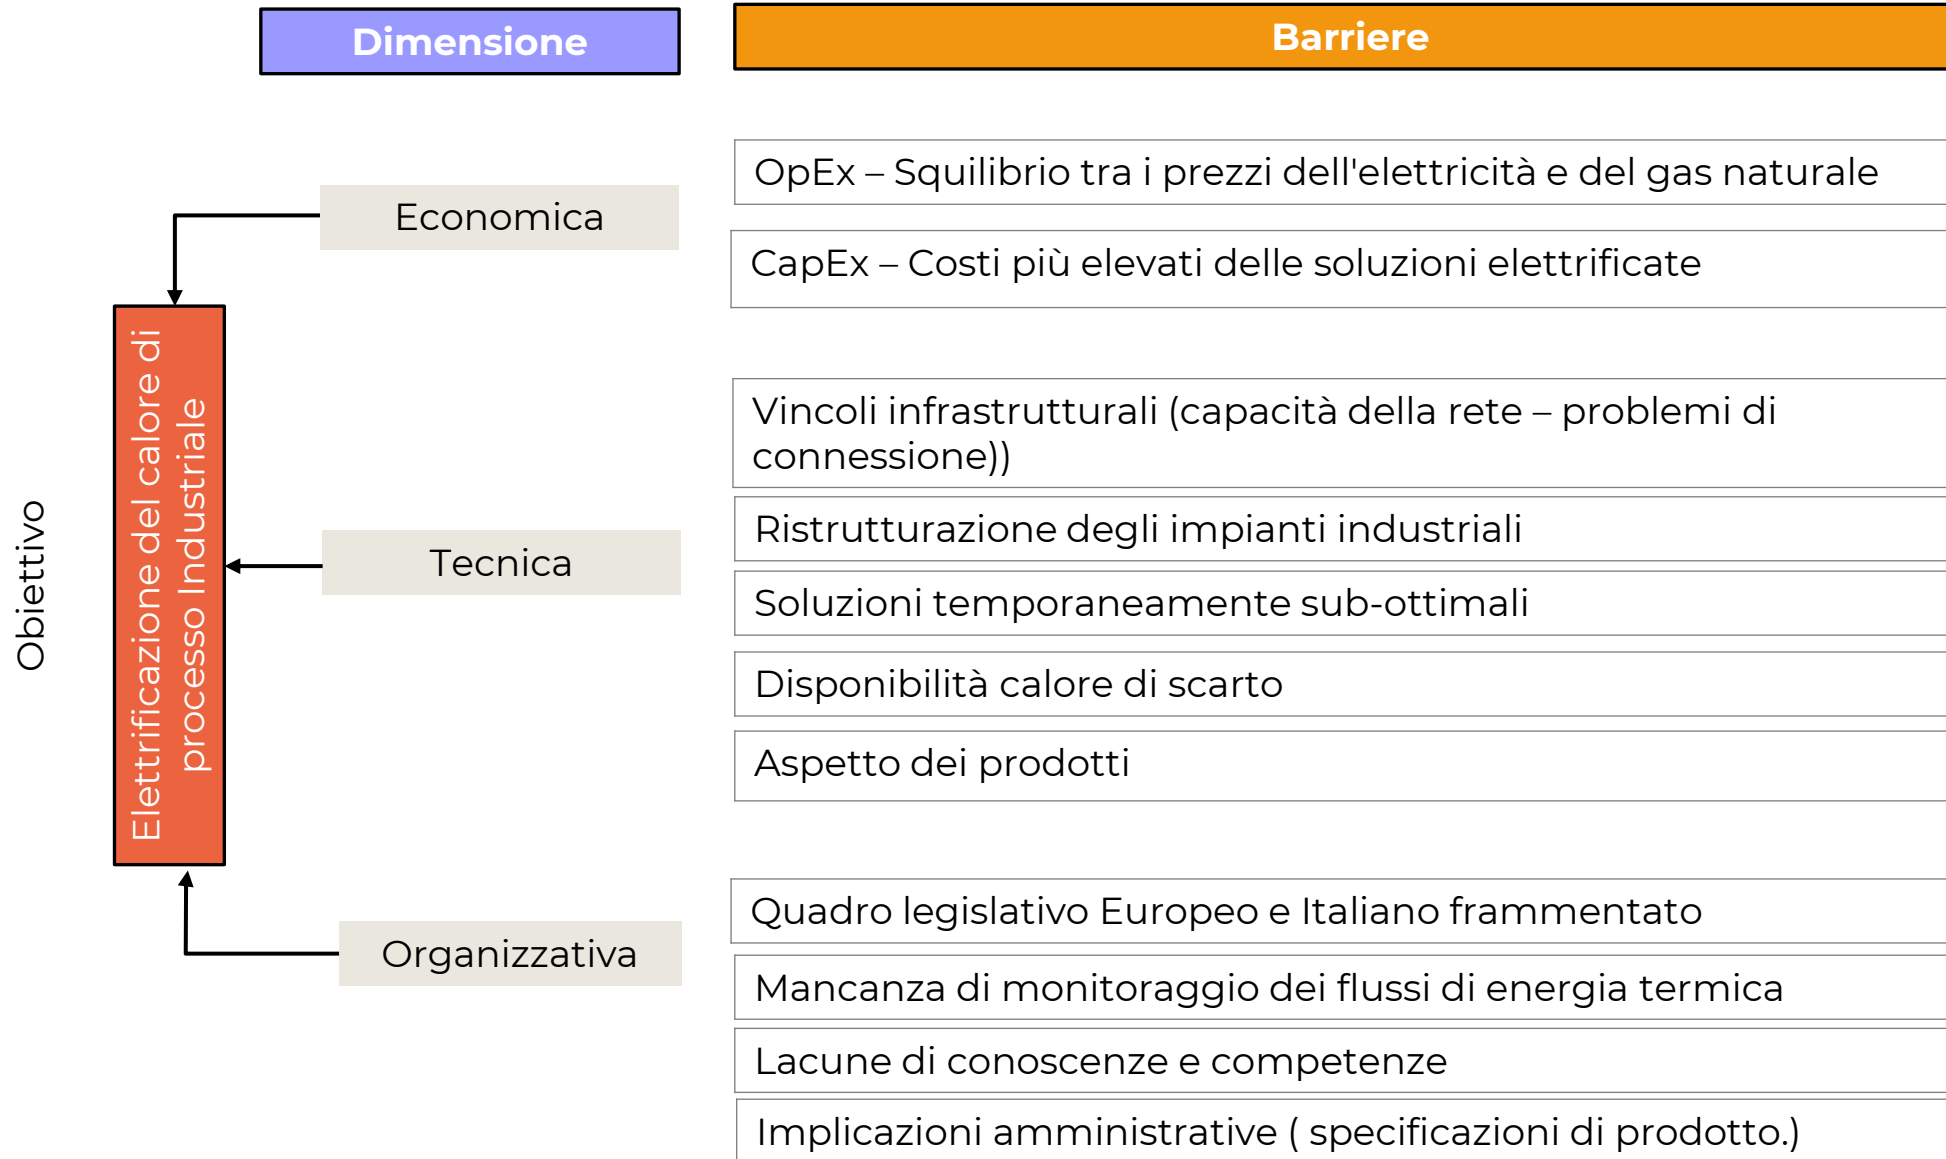 Dimensione
Barriere
Obiettivo
Elettrificazione del calore di
processo Industriale
Economica
OpEx – Squilibrio tra i prezzi dell'elettricità e del gas naturale
CapEx – Costi più elevati delle soluzioni elettrificate
Tecnica
Vincoli infrastrutturali (capacità della rete – problemi di
connessione))
Ristrutturazione degli impianti industriali
Soluzioni temporaneamente sub-ottimali
Disponibilità calore di scarto
Aspetto dei prodotti
Organizzativa
Quadro legislativo Europeo e Italiano frammentato
Mancanza di monitoraggio dei flussi di energia termica
Lacune di conoscenze e competenze
Implicazioni amministrative ( specificazioni di prodotto.)